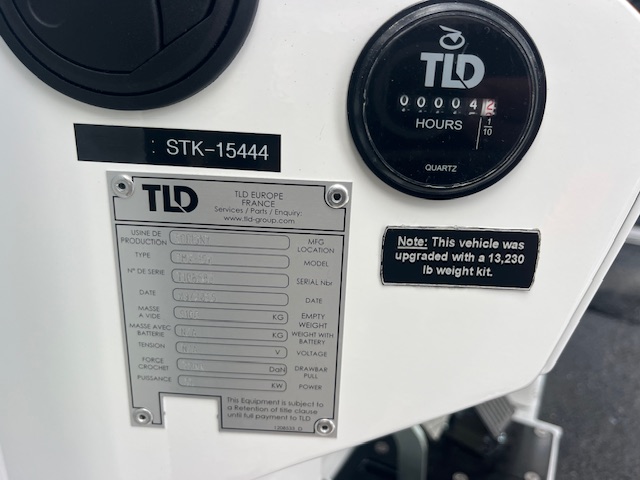 TLD
00004
HOURS
1/10
QUARTZ
STK-15444
TLD
TLD EUROPE
FRANCE
Services / Parts / Enquiry:
www.tld-group.com
USINE DE PRODUCTION MFG LOCATION
TYPE MODEL
N° DE SERIE SERIAL Nbr
DATE DATE
MASSE A VIDE KG EMPTY WEIGHT
MASSE AVEC BATTERIE KG WEIGHT WITH BATTERY
TENSION V VOLTAGE
FORCE CROCHET DaN DRAWBAR PULL
PUISSANCE KW POWER
This Equipment is subject to
a Retention of title clause
until full payment to TLD
Note: This vehicle was
upgraded with a 13,230
lb weight kit.